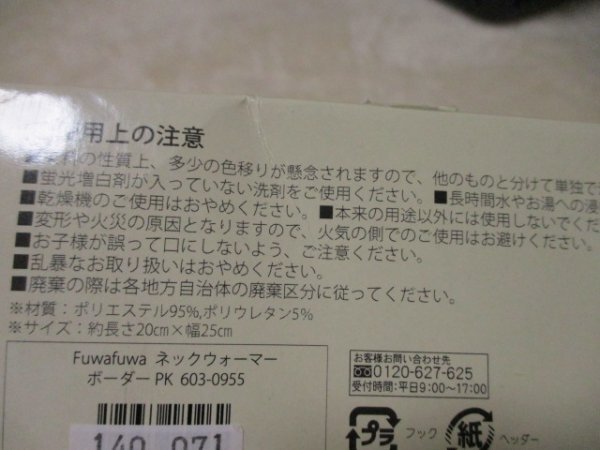 用上の注意
の性質上、多少の色移りが懸念されますので、他のものと分けて単独で
■蛍光増白剤が入っていない洗剤をご使用ください。■長時間水やお湯への浸
■乾燥機のご使用はおやめください。■本来の用途以外には使用しないでくだ
■変形や火災の原因となりますので、火気の側でのご使用はお避けください。
■お子様が誤って口にしないよう、ご注意ください。
■乱暴なお取り扱いはおやめください。
■廃棄の際は各地方自治体の廃棄区分に従ってください。
※材質：ポリエステル95%,ポリウレタン5%
※サイズ：約長さ20cm×幅25cm
Fuwafuwa ネックウォーマー
ボーダー PK 603-0955
140 071
お客様お問い合わせ先
0120-627-625
受付時間:平日9:00〜17:00
プラ フック 紙 ヘッダー